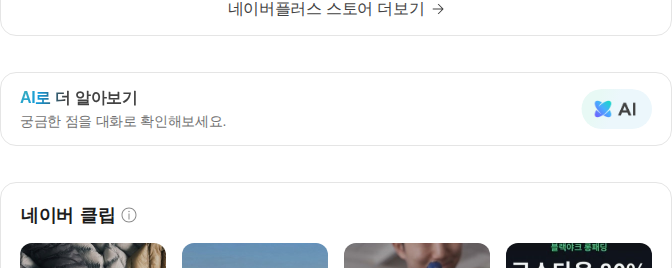 네이버플러스 스토어 더보기 →
AI로 더 알아보기
궁금한 점을 대화로 확인해보세요.
AI
네이버 클립
블랙야크 롱패딩